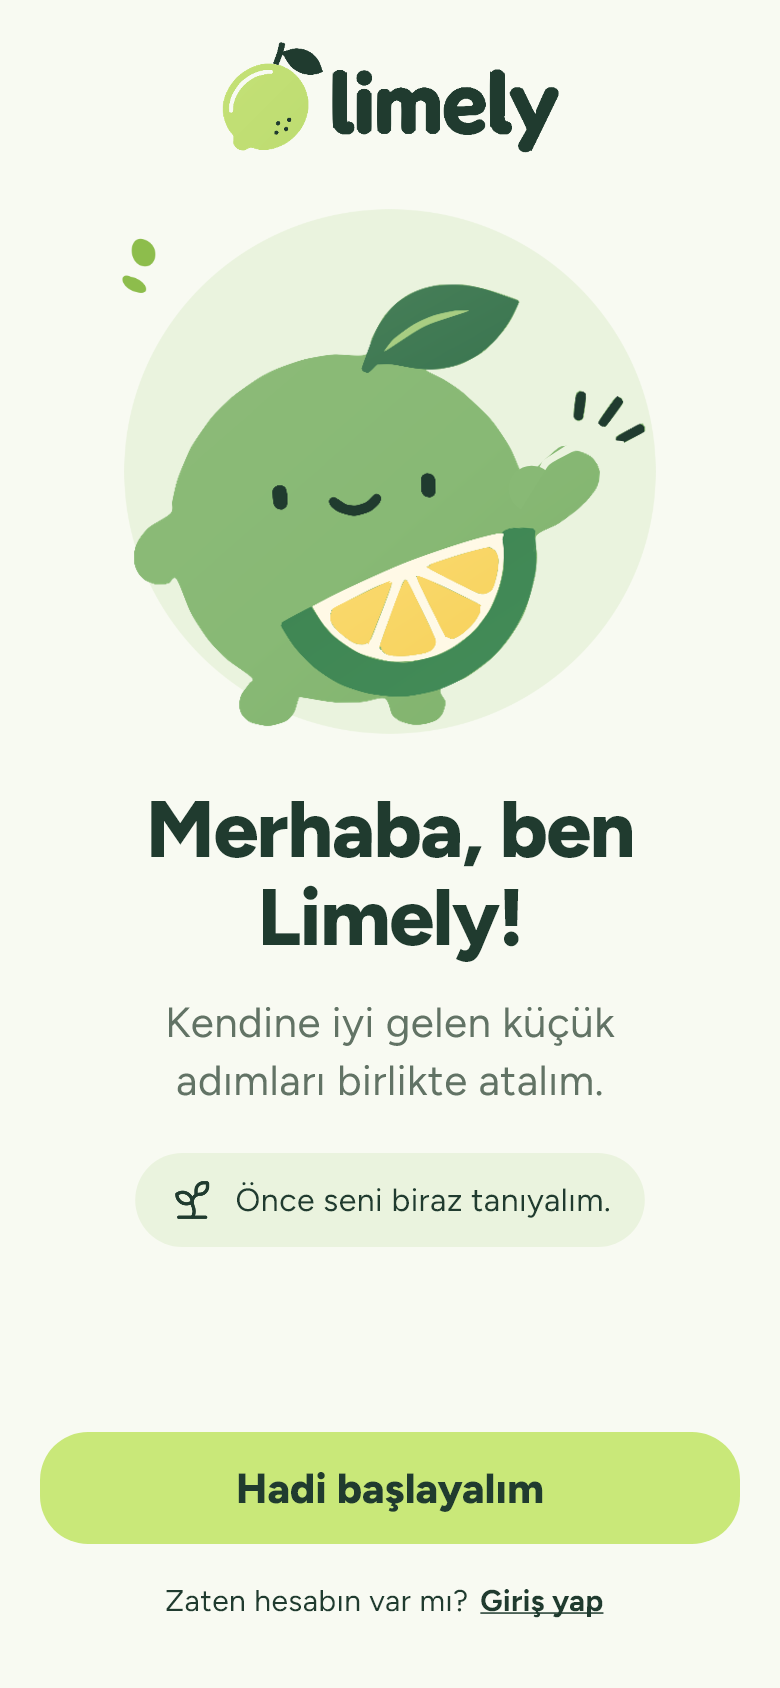 limely
Merhaba, ben
Limely!
Kendine iyi gelen küçük
adımları birlikte atalım.
Önce seni biraz tanıyalım.
Hadi başlayalım
Zaten hesabın var mı? Giriş yap